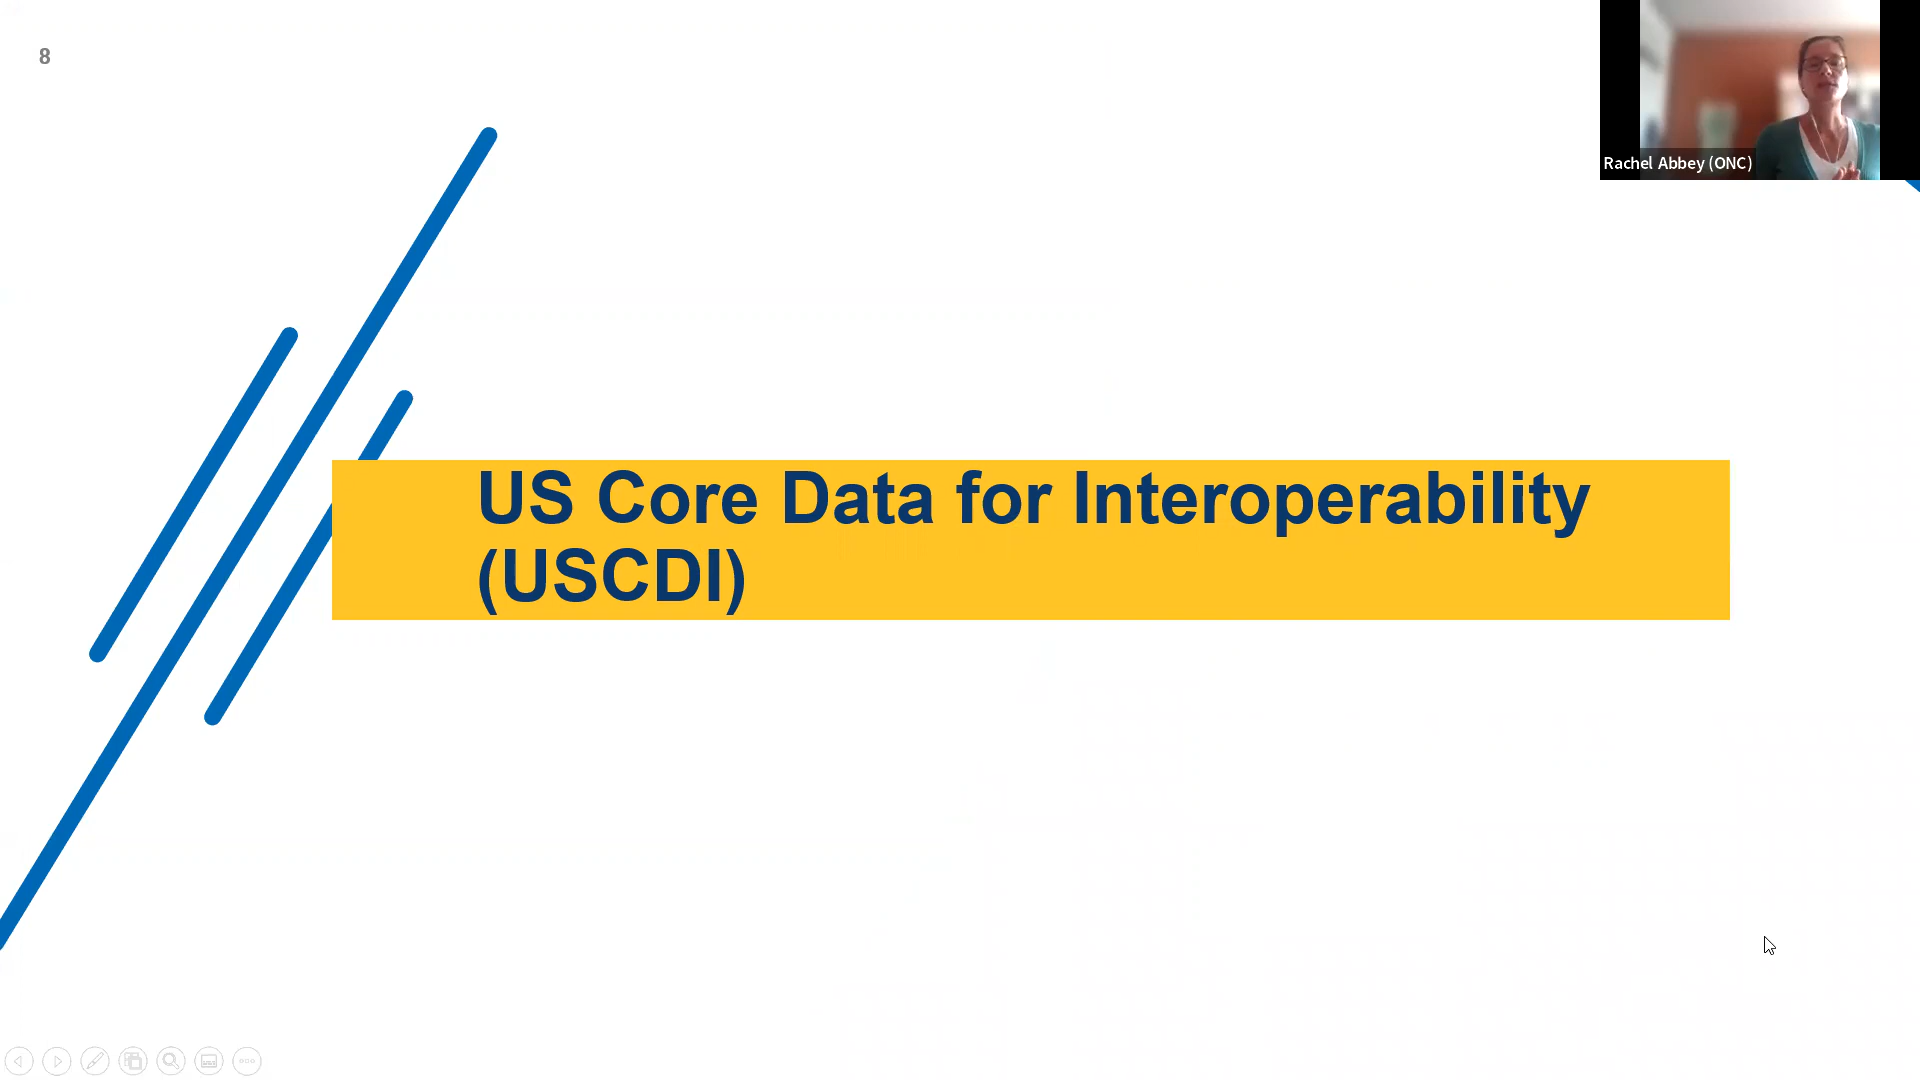 8
Rachel Abbey (ONC)
US Core Data for Interoperability
(USCDI)